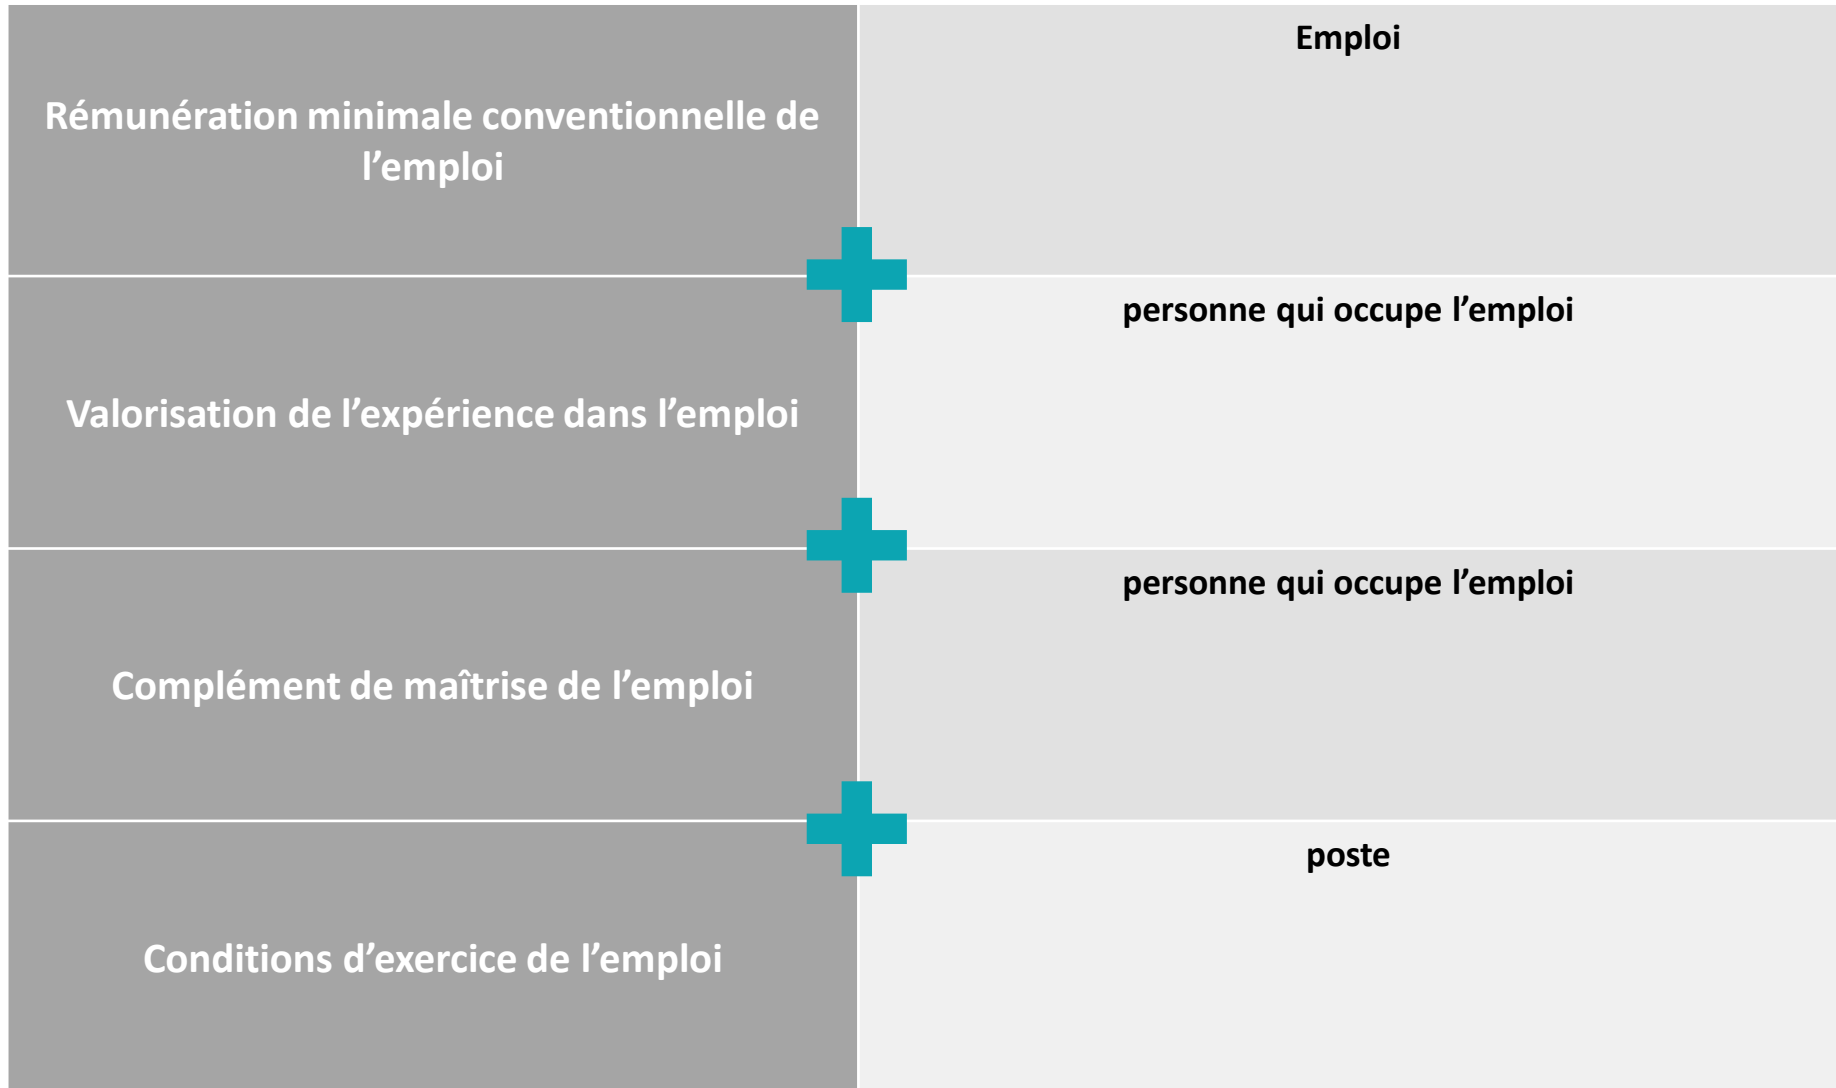 Rémunération minimale conventionnelle de
l’emploi
Emploi
Valorisation de l’expérience dans l’emploi
personne qui occupe l’emploi
Complément de maîtrise de l’emploi
personne qui occupe l’emploi
Conditions d’exercice de l’emploi
poste